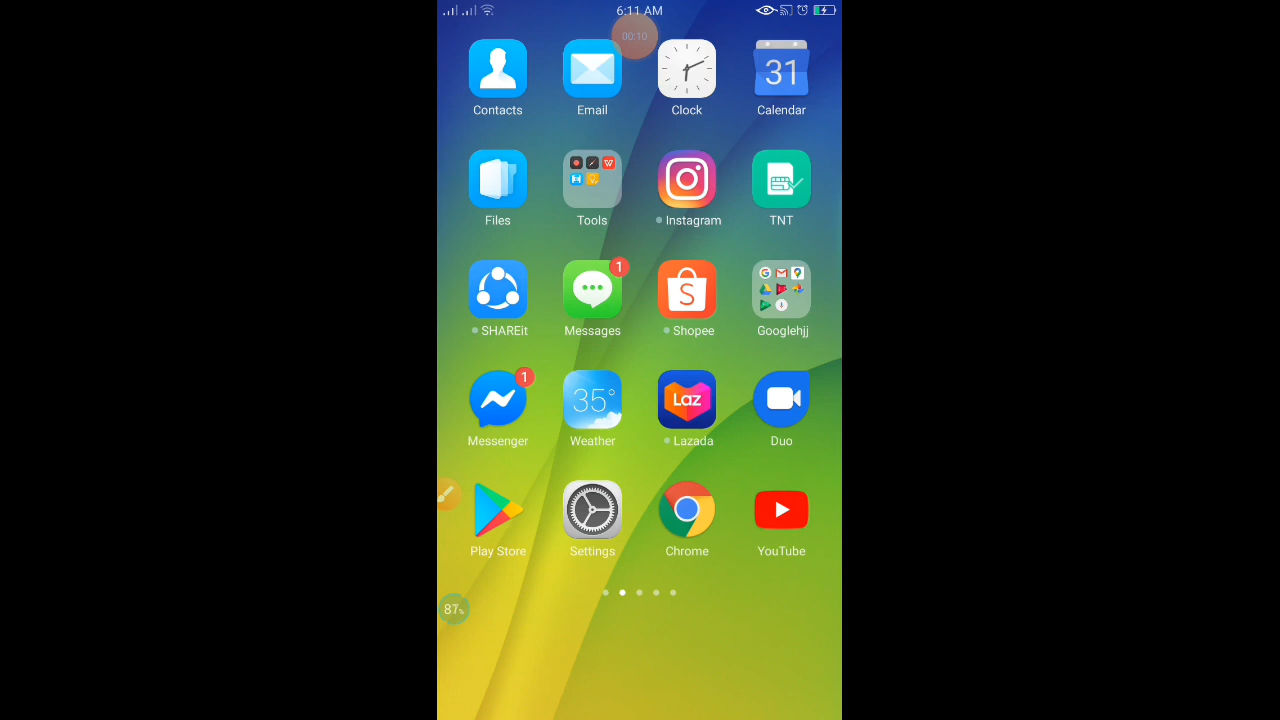 6:11 AM
00:10
31
Contacts
Email
Clock
Calendar
Files
Tools
Instagram
TNT
1
S
SHAREit
Messages
Shopee
Googlehjj
1
35°
Laz
Messenger
Weather
Lazada
Duo
Play Store
Settings
Chrome
YouTube
87%